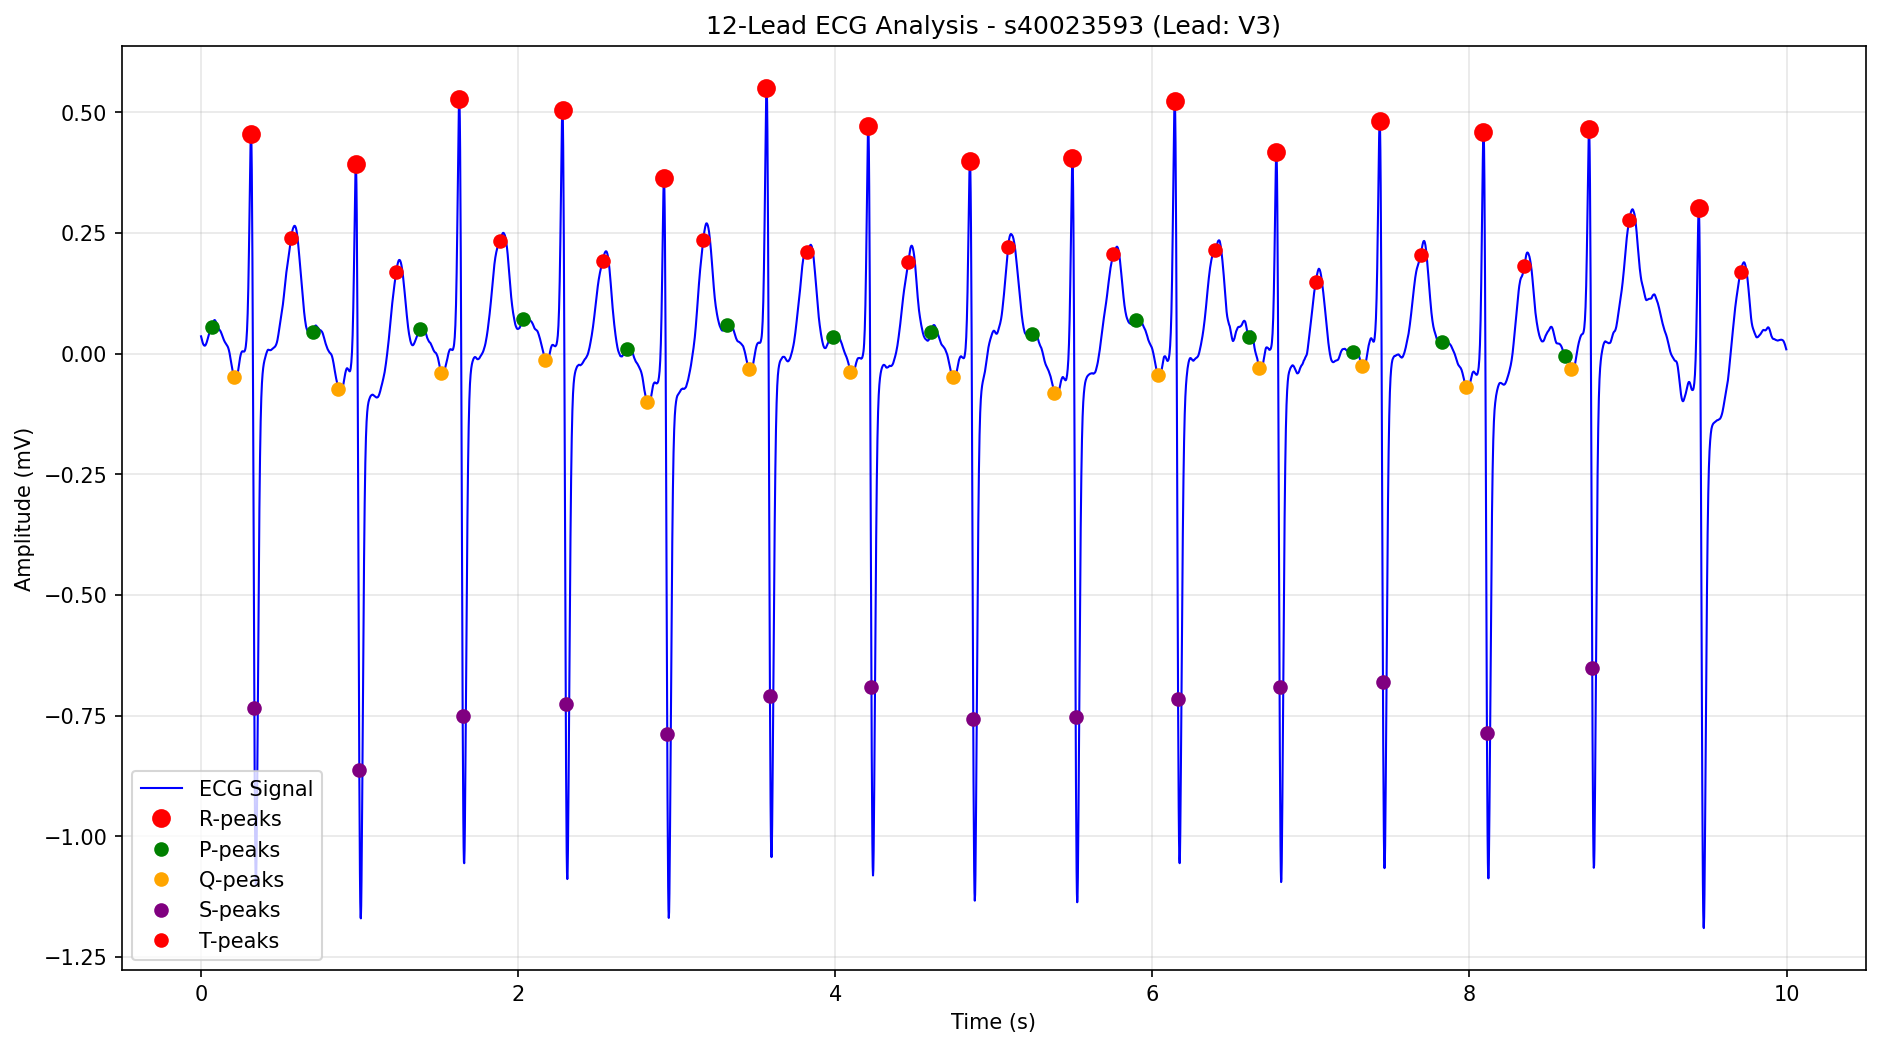 12-Lead ECG Analysis - s40023593 (Lead: V3)
Amplitude (mV)
0.50
0.25
0.00
−0.25
−0.50
−0.75
−1.00
−1.25
ECG Signal
R-peaks
P-peaks
Q-peaks
S-peaks
T-peaks
0 2 4 6 8 10
Time (s)